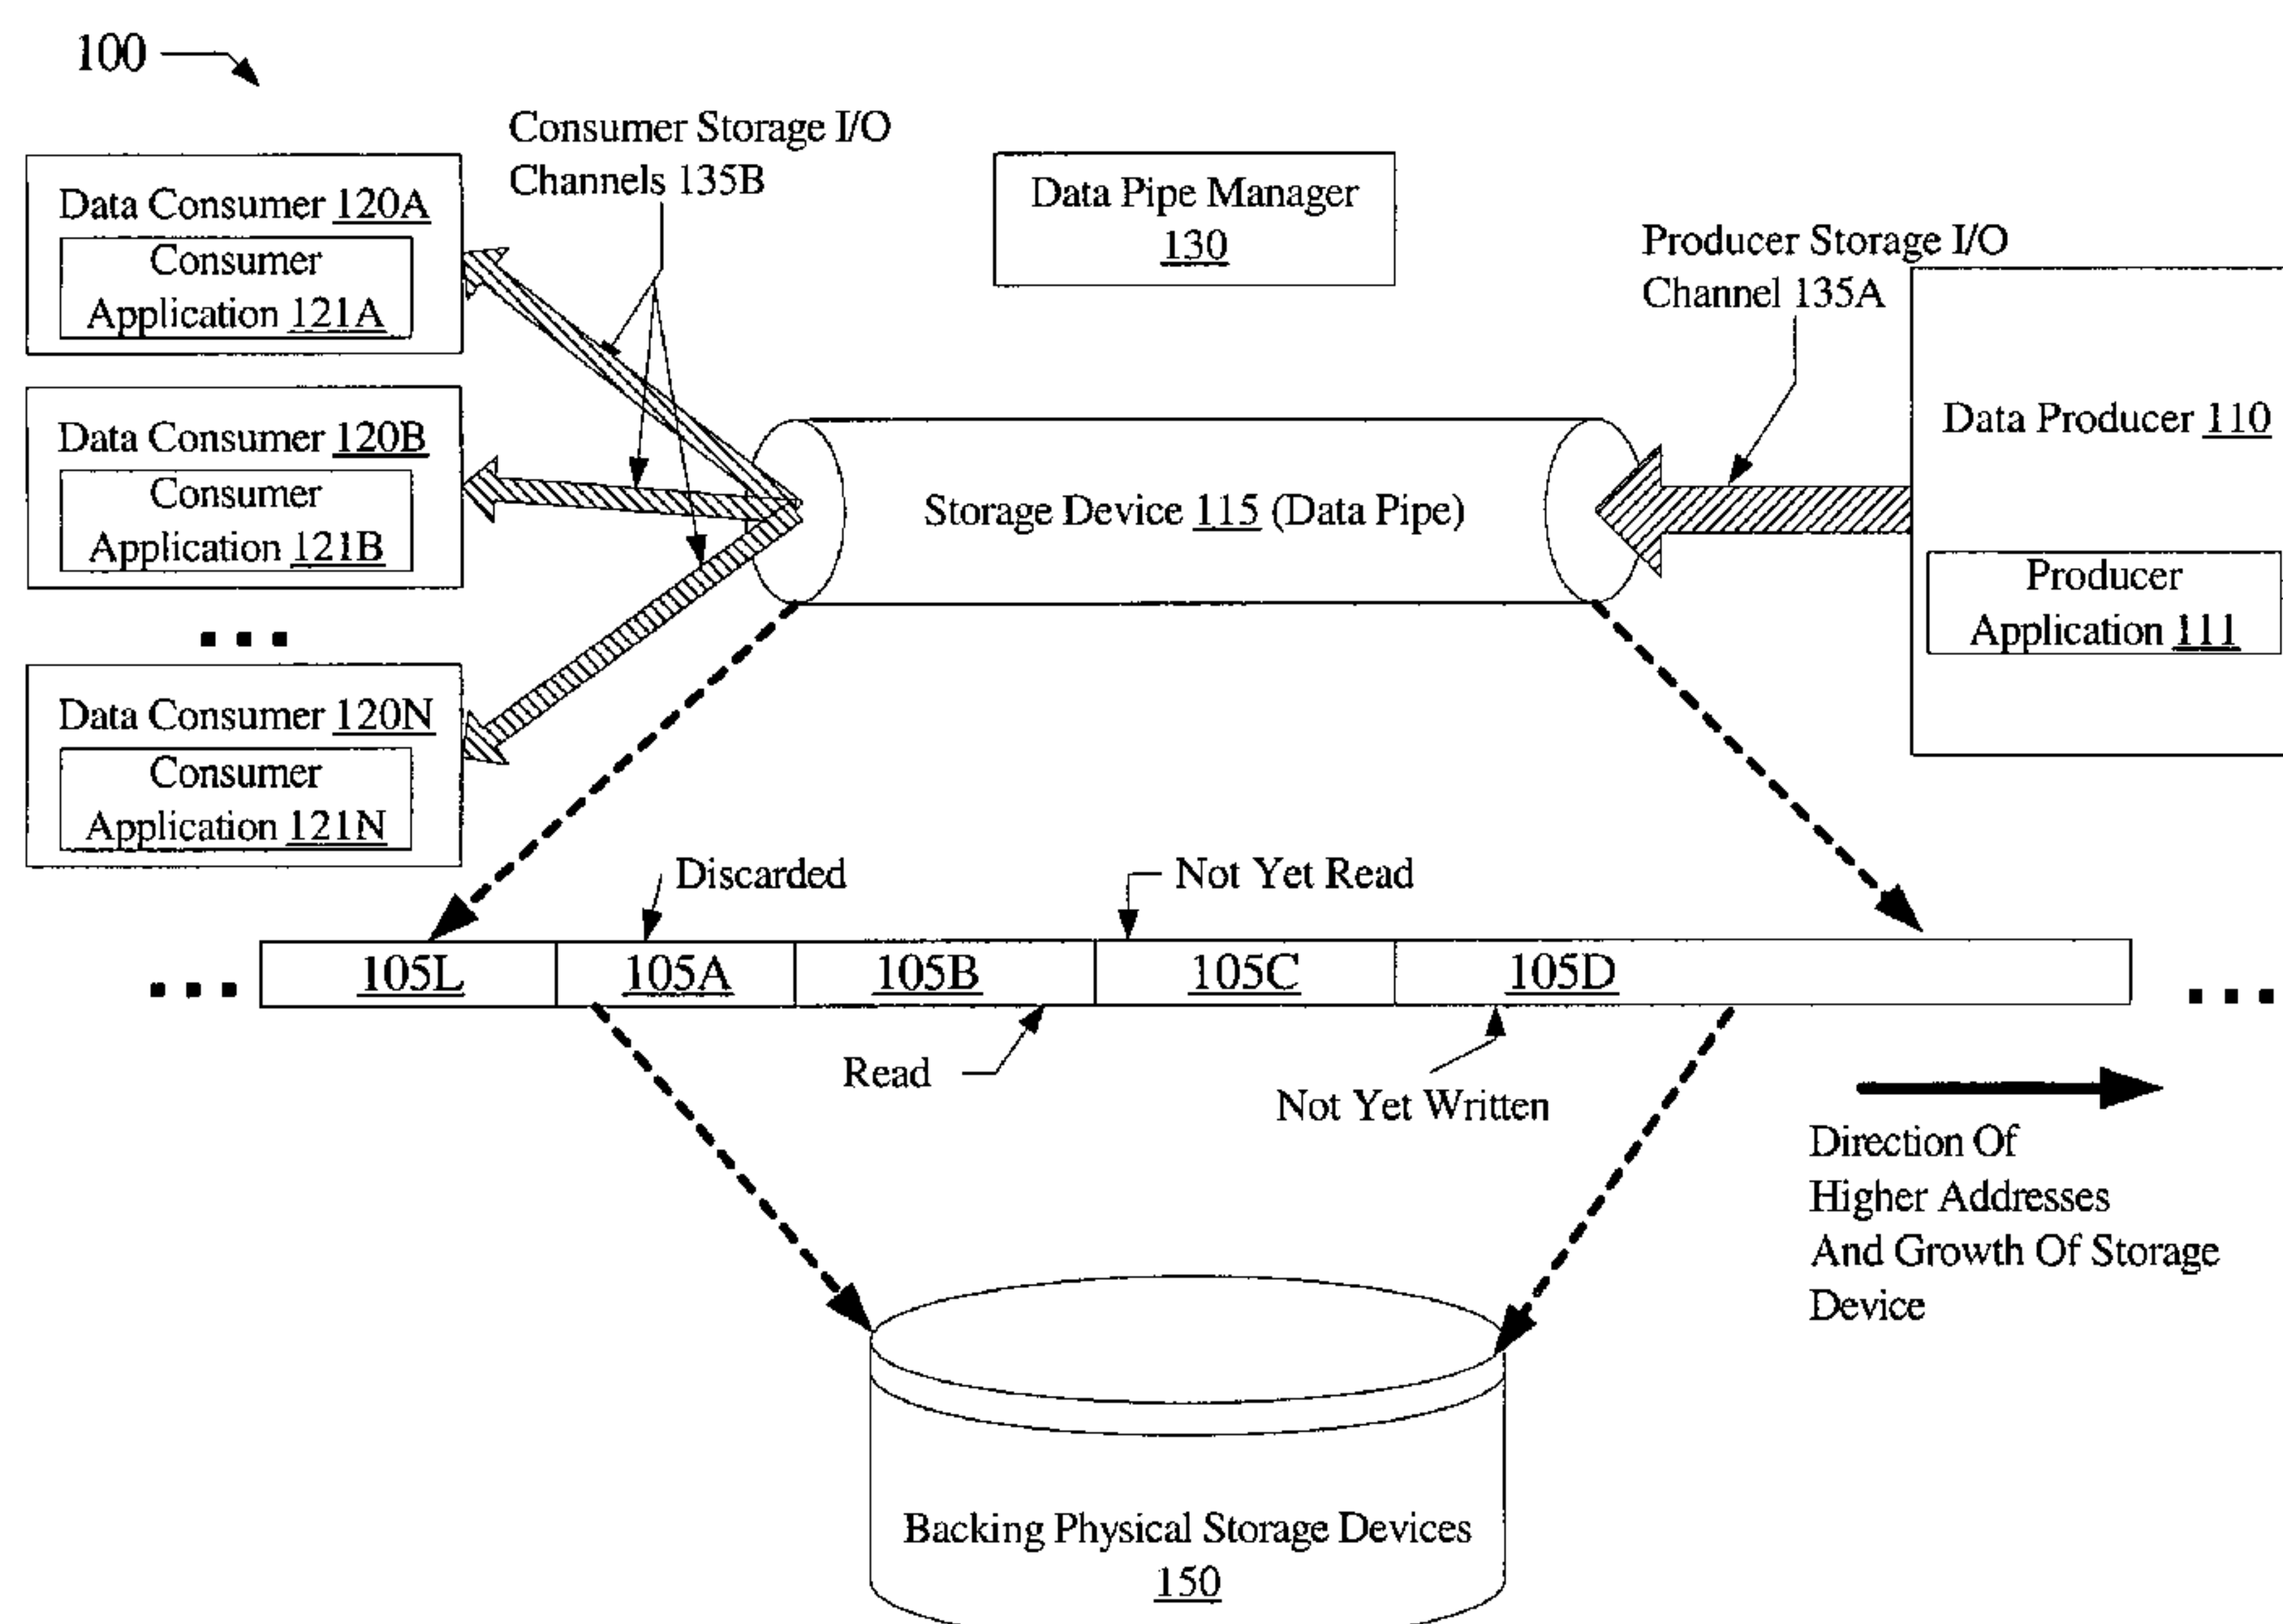 100
Consumer Storage I/O
Channels 135B
Data Consumer 120A
Consumer
Application 121A
Data Pipe Manager
130
Producer Storage I/O
Channel 135A
Data Producer 110
Producer
Application 111
Data Consumer 120B
Consumer
Application 121B
Storage Device 115 (Data Pipe)
...
Data Consumer 120N
Consumer
Application 121N
Discarded
Not Yet Read
... 105L 105A 105B 105C 105D ...
Read
Not Yet Written
Direction Of
Higher Addresses
And Growth Of Storage
Device
Backing Physical Storage Devices
150